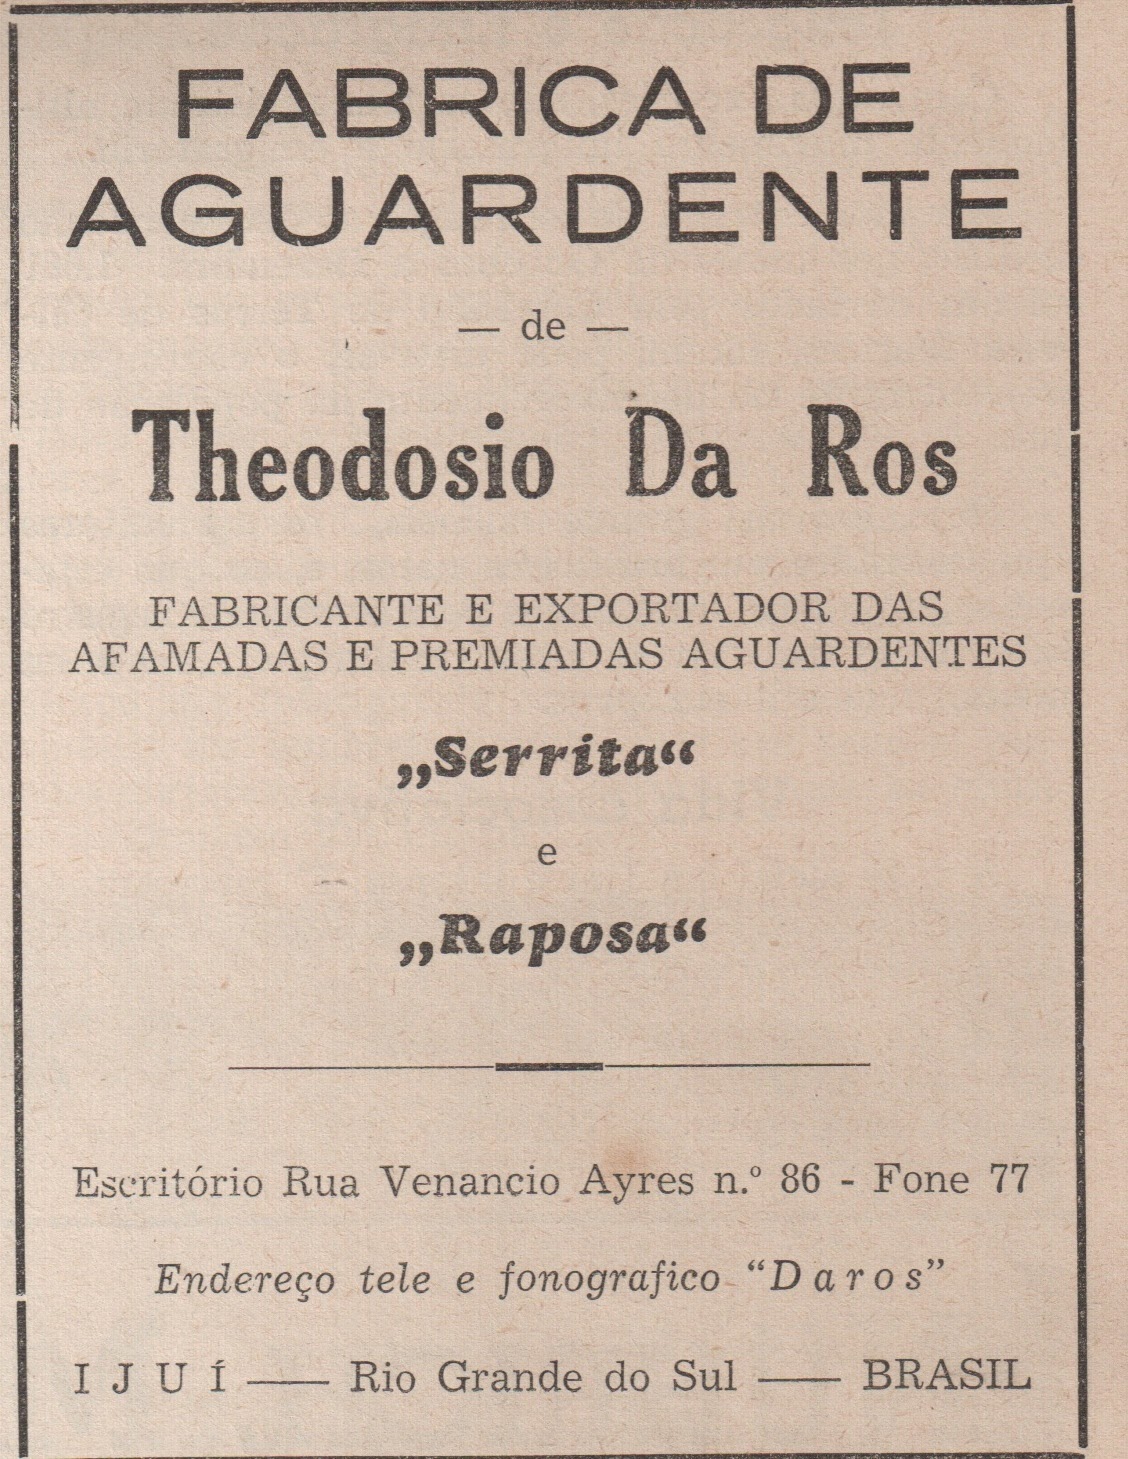 FABRICA DE
AGUARDENTE
— de —
Theodosio Da Ros
FABRICANTE E EXPORTADOR DAS
AFAMADAS E PREMIADAS AGUARDENTES
„Serrita“
e
„Raposa“
Escritório Rua Venancio Ayres n.º 86 - Fone 77
Endereço tele e fonografico “Daros”
IJUÍ —— Rio Grande do Sul —— BRASIL